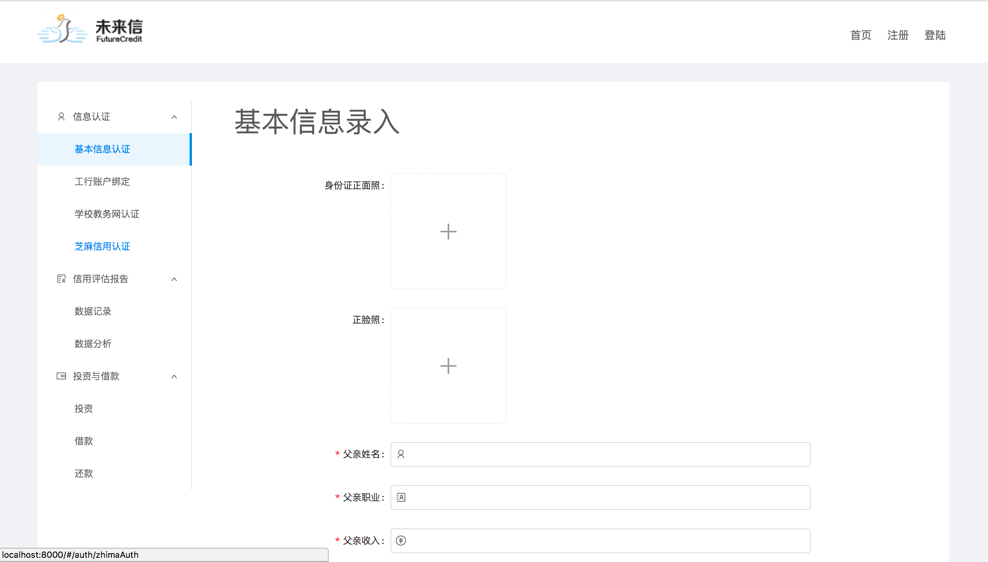 未来信
FutureCredit
首页 注册 登陆
信息认证
基本信息认证
工行账户绑定
学校教务网认证
芝麻信用认证
信用评估报告
数据记录
数据分析
投资与借款
投资
借款
还款
基本信息录入
身份证正面照:
正脸照:
* 父亲姓名:
* 父亲职业:
* 父亲收入:
localhost:8000/#/auth/zhimaAuth